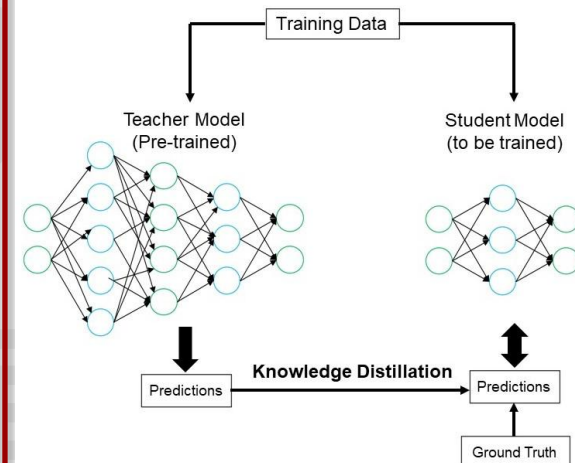 Training Data
Teacher Model
(Pre-trained)
Student Model
(to be trained)
Knowledge Distillation
Predictions
Predictions
Ground Truth